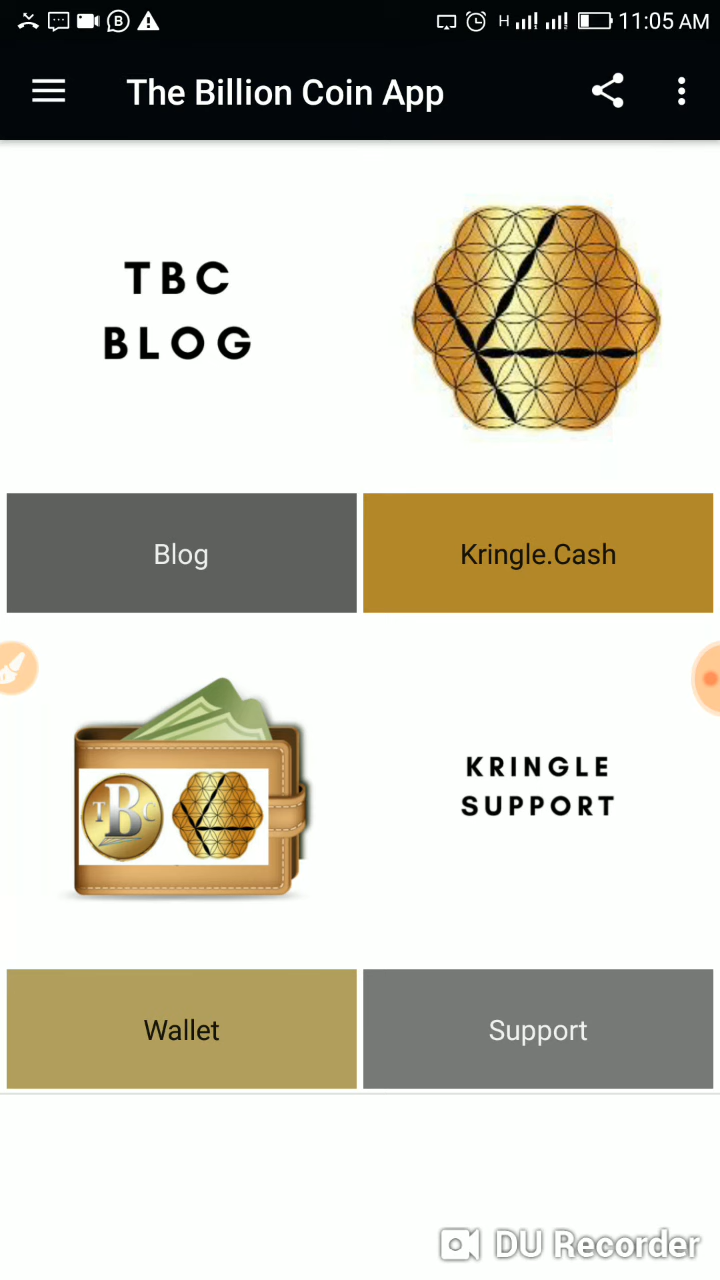 H 11:05 AM
The Billion Coin App
TBC
BLOG
Blog
Kringle.Cash
TBC
KRINGLE
SUPPORT
Wallet
Support
DU Recorder